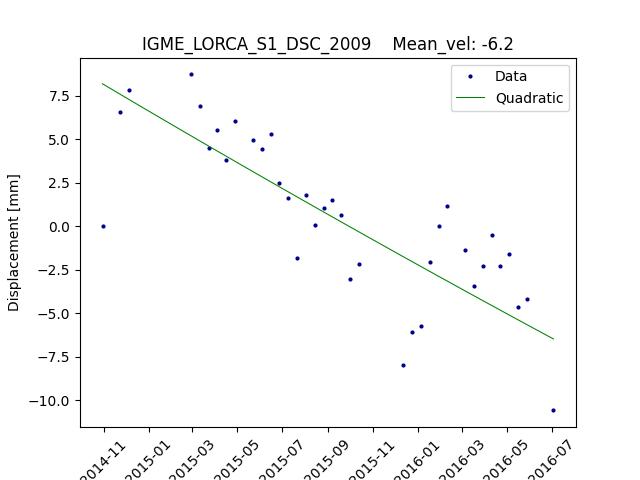 IGME_LORCA_S1_DSC_2009    Mean_vel: -6.2
Data
Quadratic
Displacement [mm]
7.5
5.0
2.5
0.0
−2.5
−5.0
−7.5
−10.0
2014-11 2015-01 2015-03 2015-05 2015-07 2015-09 2015-11 2016-01 2016-03 2016-05 2016-07